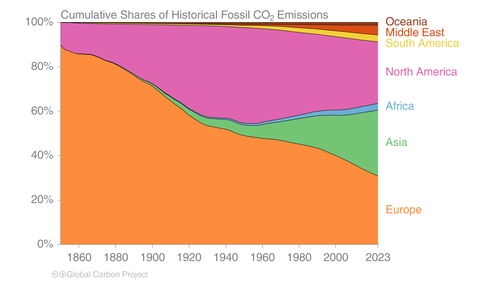 Cumulative Shares of Historical Fossil CO₂ Emissions
100%
80%
60%
40%
20%
0%
1860
1880
1900
1920
1940
1960
1980
2000
2023
Oceania
Middle East
South America
North America
Africa
Asia
Europe
Global Carbon Project